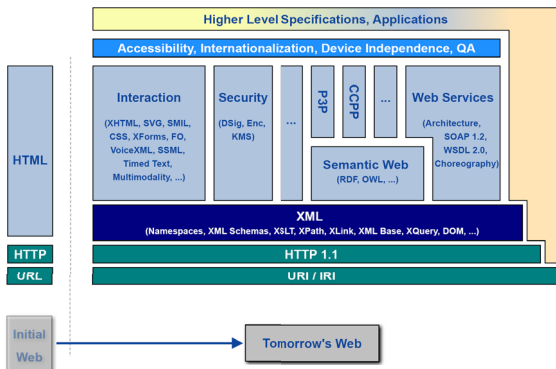 Higher Level Specifications, Applications
Accessibility, Internationalization, Device Independence, QA
HTML
Interaction
(XHTML, SVG, SMIL,
CSS, XForms, FO,
VoiceXML, SSML,
Timed Text,
Multimodality, ...)
Security
(DSig, Enc,
KMS)
...
P3P
CCPP
...
Semantic Web
(RDF, OWL, ...)
Web Services
(Architecture,
SOAP 1.2,
WSDL 2.0,
Choreography)
XML
(Namespaces, XML Schemas, XSLT, XPath, XLink, XML Base, XQuery, DOM, ...)
HTTP
HTTP 1.1
URL
URI / IRI
Initial
Web
Tomorrow's Web